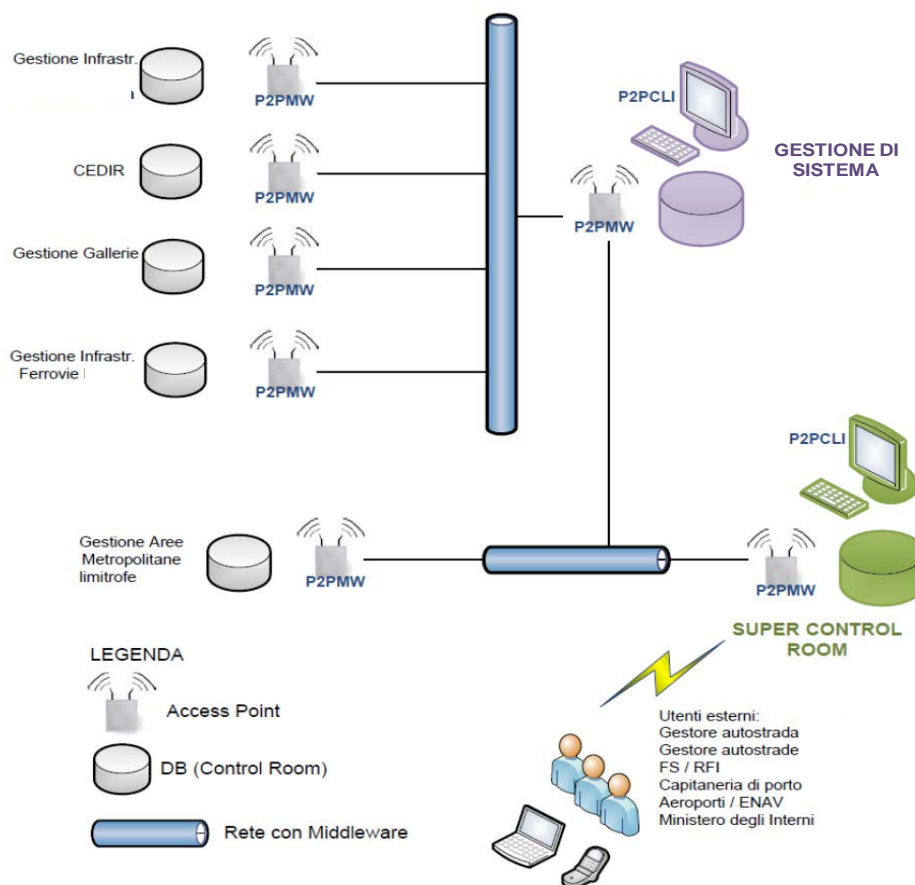 Gestione Infrastr.
P2PMW
CEDIR
P2PMW
Gestione Gallerie
P2PMW
Gestione Infrastr.
Ferrovie
P2PMW
P2PCLI
GESTIONE DI
SISTEMA
P2PMW
P2PCLI
Gestione Aree
Metropolitane
limitrofe
P2PMW
P2PMW
SUPER CONTROL
ROOM
LEGENDA
Access Point
DB (Control Room)
Rete con Middleware
Utenti esterni:
Gestore autostrada
Gestore autostrade
FS / RFI
Capitaneria di porto
Aeroporti / ENAV
Ministero degli Interni